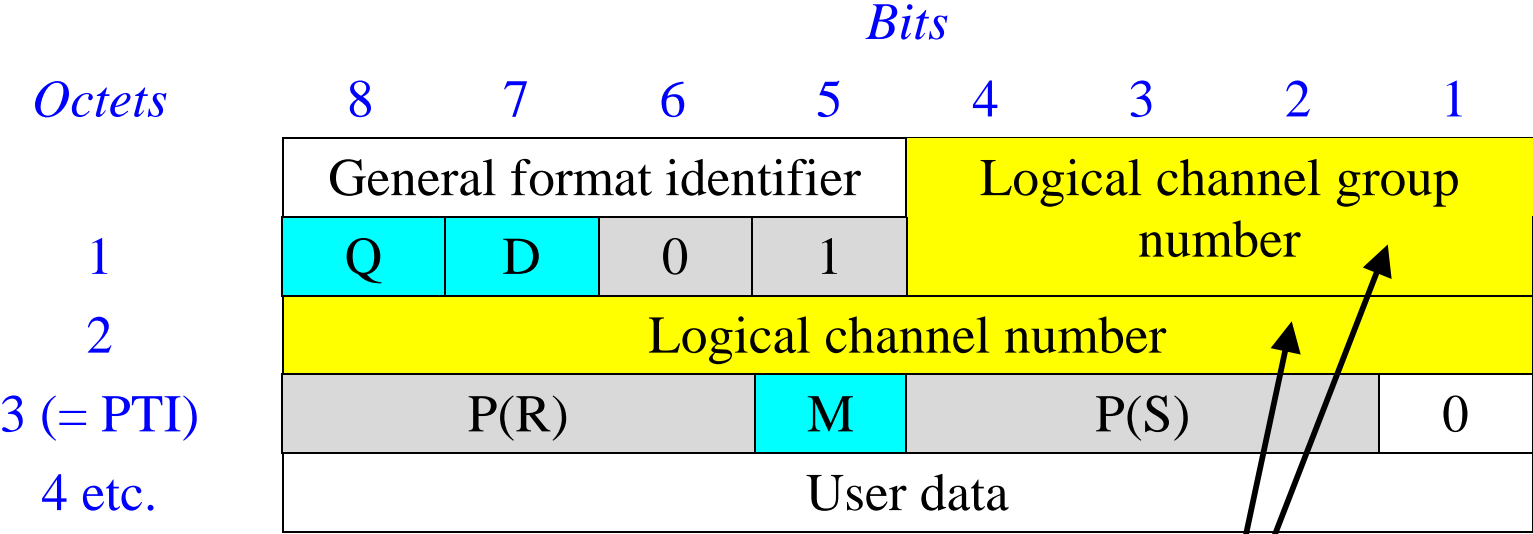 Bits
Octets 8 7 6 5 4 3 2 1
General format identifier Logical channel group
number
1 Q D 0 1
2 Logical channel number
3 (= PTI) P(R) M P(S) 0
4 etc. User data